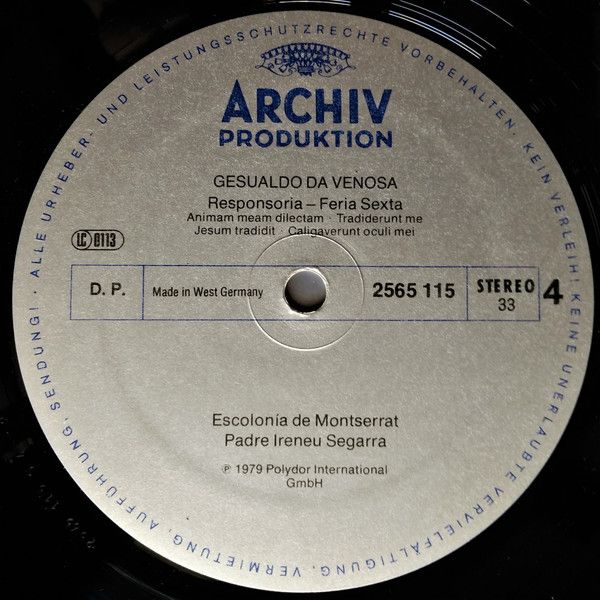 · ALLE URHEBER- UND LEISTUNGSSCHUTZRECHTE VORBEHALTEN. KEIN VERLEIH! KEINE UNERLAUBTE VERVIELFÄLTIGUNG, VERMIETUNG, AUFFÜHRUNG, SENDUNG!
ARCHIV
PRODUKTION
GESUALDO DA VENOSA
Responsoria – Feria Sexta
Animam meam dilectam · Tradiderunt me
Jesum tradidit · Caligaverunt oculi mei
LC 0113
D. P. Made in West Germany 2565 115 STEREO 4
33
Escolonía de Montserrat
Padre Ireneu Segarra
℗ 1979 Polydor International
GmbH